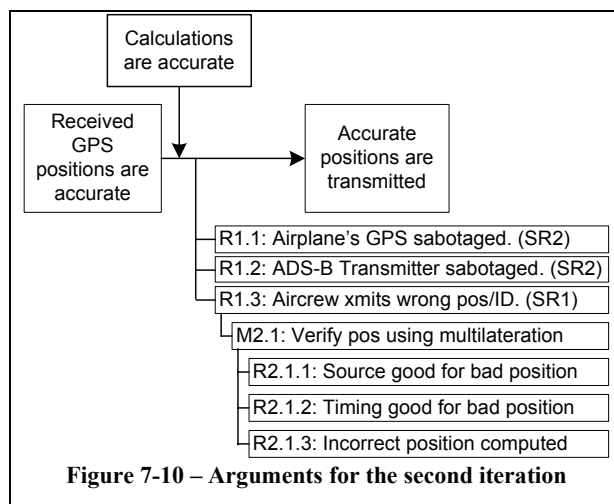 Calculations
are accurate
Received
GPS
positions are
accurate
Accurate
positions are
transmitted
R1.1: Airplane's GPS sabotaged. (SR2)
R1.2: ADS-B Transmitter sabotaged. (SR2)
R1.3: Aircrew xmits wrong pos/ID. (SR1)
M2.1: Verify pos using multilateration
R2.1.1: Source good for bad position
R2.1.2: Timing good for bad position
R2.1.3: Incorrect position computed
Figure 7-10 – Arguments for the second iteration